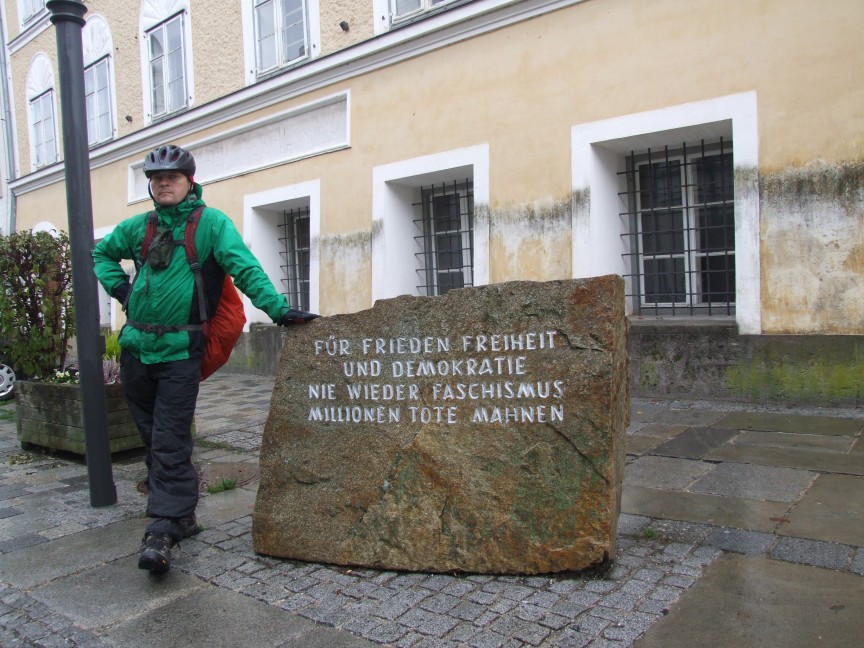 FÜR FRIEDEN FREIHEIT
UND DEMOKRATIE
NIE WIEDER FASCHISMUS
MILLIONEN TOTE MAHNEN